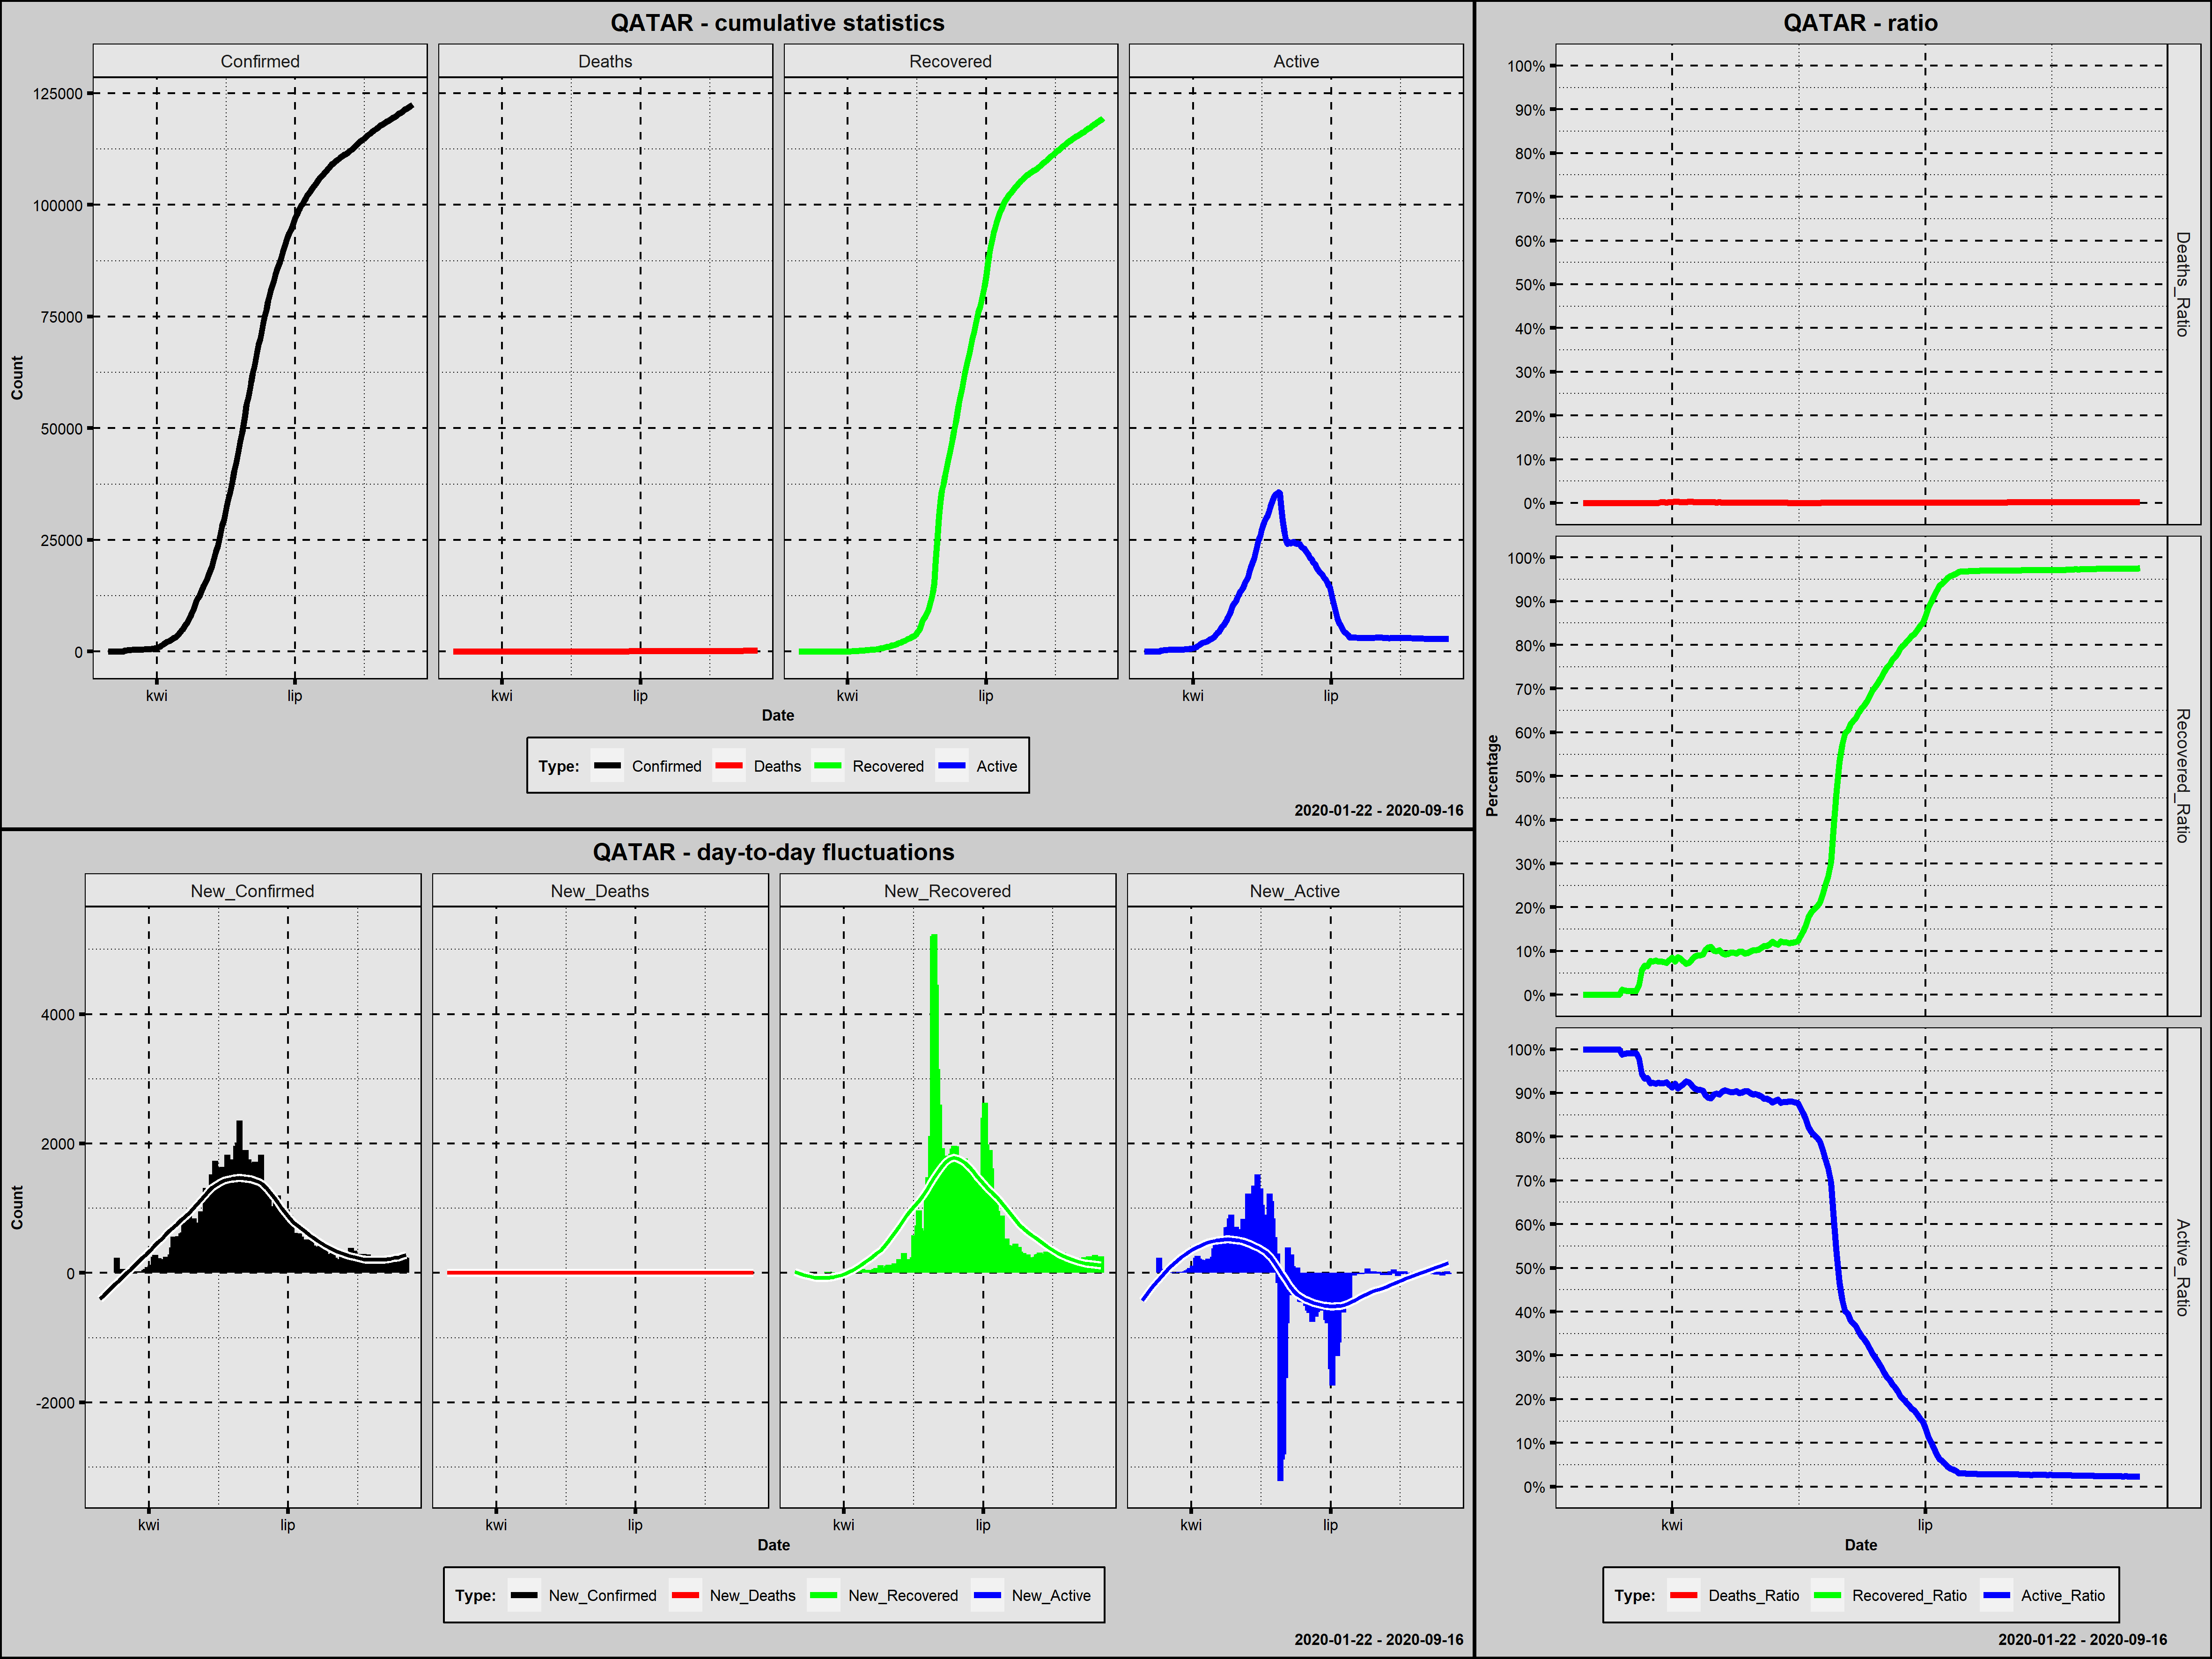 QATAR - cumulative statistics
Confirmed Deaths Recovered Active
125000
100000
75000
50000
25000
0
Count
kwi lip kwi lip kwi lip kwi lip
Date
Type: Confirmed Deaths Recovered Active
2020-01-22 - 2020-09-16
QATAR - day-to-day fluctuations
New_Confirmed New_Deaths New_Recovered New_Active
4000
2000
0
-2000
Count
kwi lip kwi lip kwi lip kwi lip
Date
Type: New_Confirmed New_Deaths New_Recovered New_Active
2020-01-22 - 2020-09-16
QATAR - ratio
100%
90%
80%
70%
60%
50%
40%
30%
20%
10%
0%
Deaths_Ratio
100%
90%
80%
70%
60%
50%
40%
30%
20%
10%
0%
Recovered_Ratio
Percentage
100%
90%
80%
70%
60%
50%
40%
30%
20%
10%
0%
Active_Ratio
kwi lip
Date
Type: Deaths_Ratio Recovered_Ratio Active_Ratio
2020-01-22 - 2020-09-16